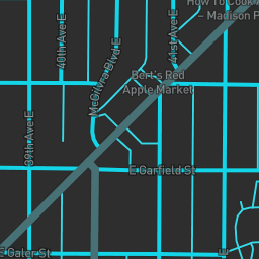 How To Cook
– Madison P
40th Ave E
41st Ave E
McGilvra Blvd E
Bert's Red
Apple Market
39th Ave E
E Garfield St
E Galer St
E